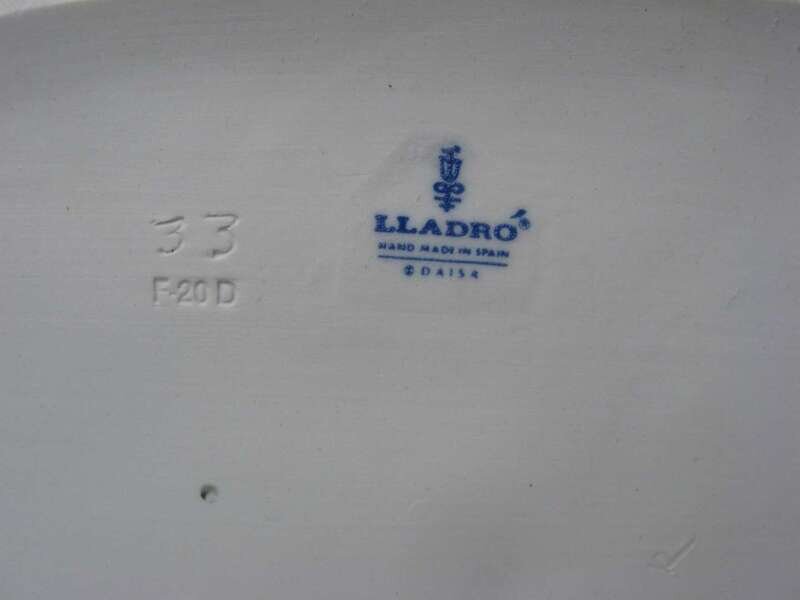 33
F-20 D
LLADRÓ®
HAND MADE IN SPAIN
© DAISA